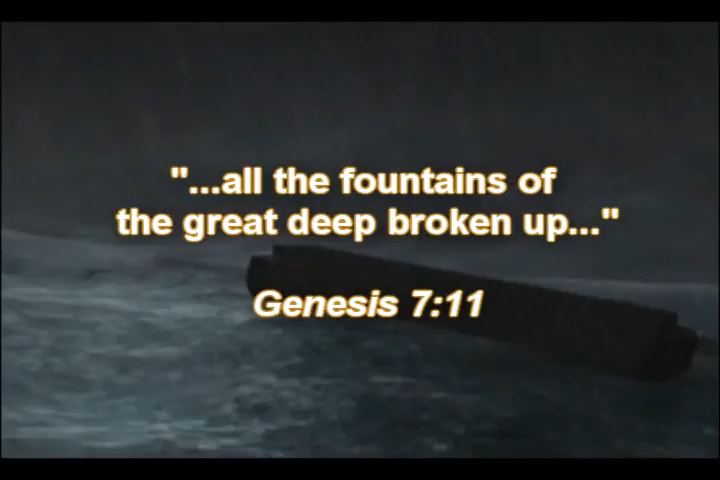 "...all the fountains of
the great deep broken up..."
Genesis 7:11